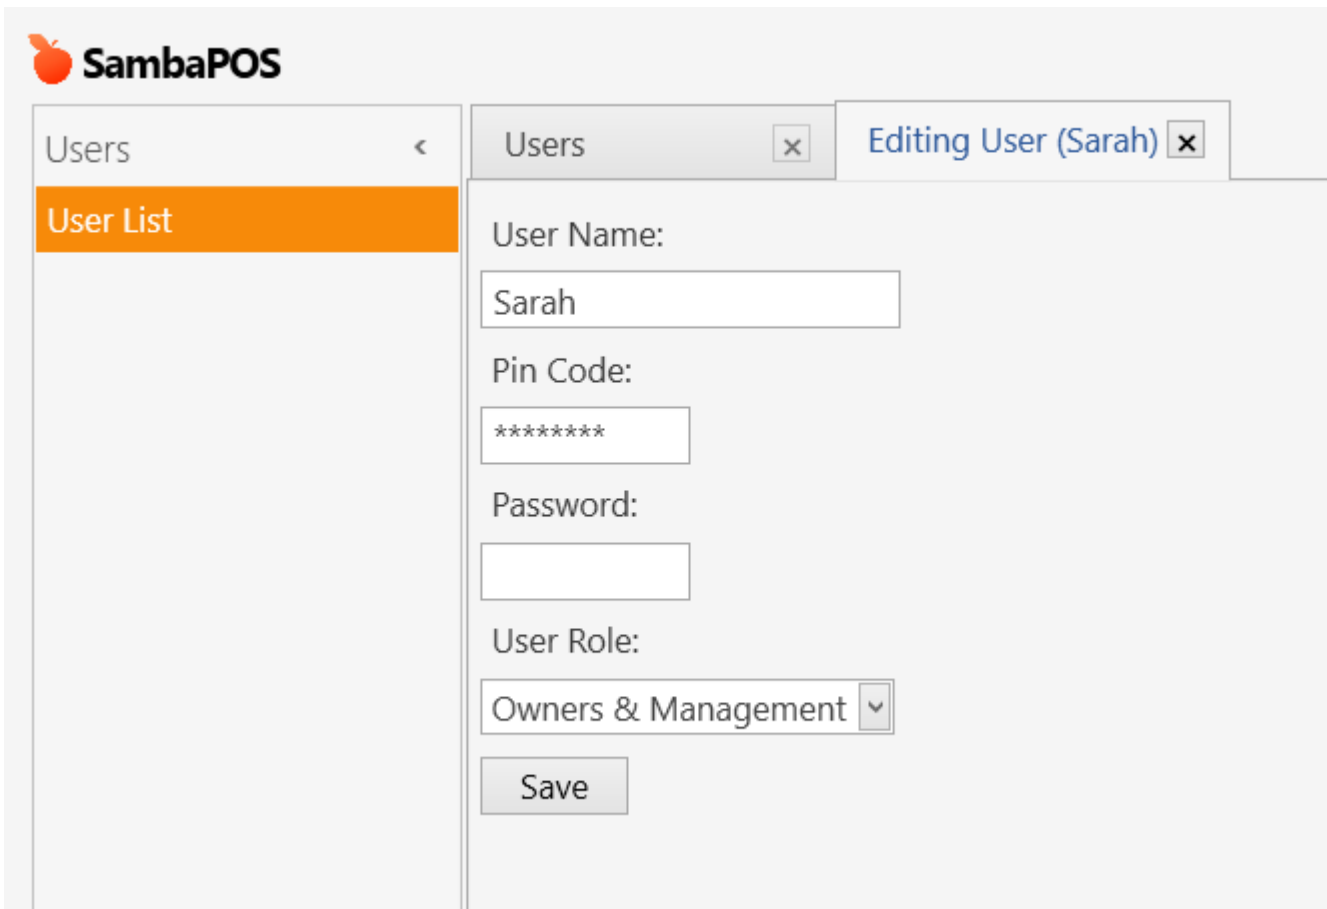 SambaPOS
Users
User List
Users
Editing User (Sarah)
User Name:
Sarah
Pin Code:
********
Password:
User Role:
Owners & Management
Save